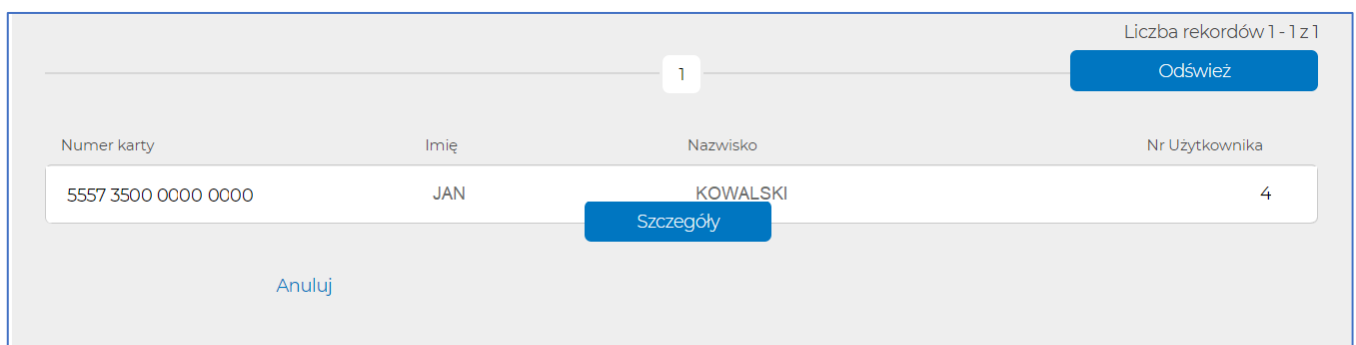 Liczba rekordów 1 - 1 z 1
1 Odśwież
Numer karty Imię Nazwisko Nr Użytkownika
5557 3500 0000 0000 JAN KOWALSKI 4
Szczegóły
Anuluj